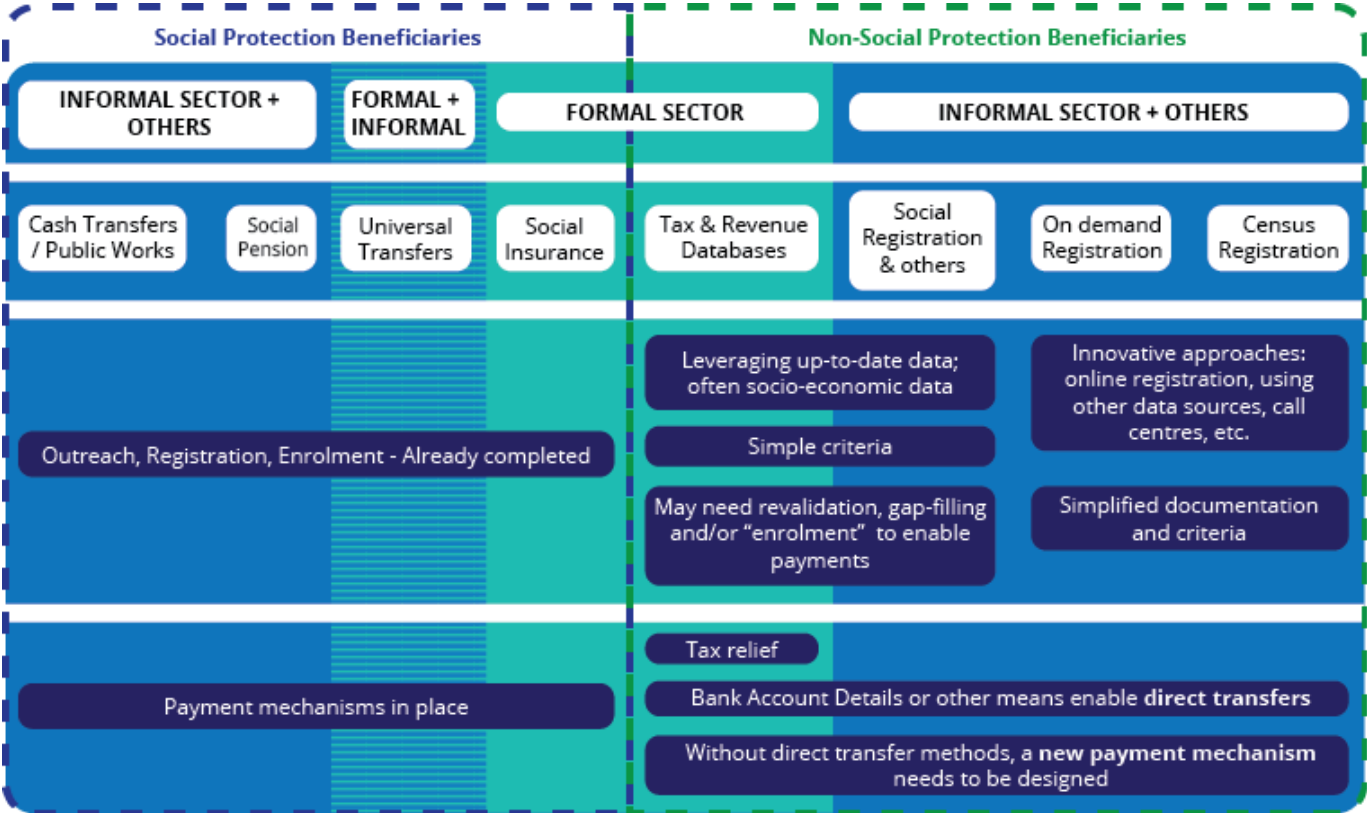 Social Protection Beneficiaries
Non-Social Protection Beneficiaries
INFORMAL SECTOR +
OTHERS
FORMAL +
INFORMAL
FORMAL SECTOR
INFORMAL SECTOR + OTHERS
Cash Transfers
/ Public Works
Social
Pension
Universal
Transfers
Social
Insurance
Tax & Revenue
Databases
Social
Registration
& others
On demand
Registration
Census
Registration
Outreach, Registration, Enrolment - Already completed
Leveraging up-to-date data;
often socio-economic data
Simple criteria
May need revalidation, gap-filling
and/or “enrolment” to enable
payments
Innovative approaches:
online registration, using
other data sources, call
centres, etc.
Simplified documentation
and criteria
Payment mechanisms in place
Tax relief
Bank Account Details or other means enable direct transfers
Without direct transfer methods, a new payment mechanism
needs to be designed